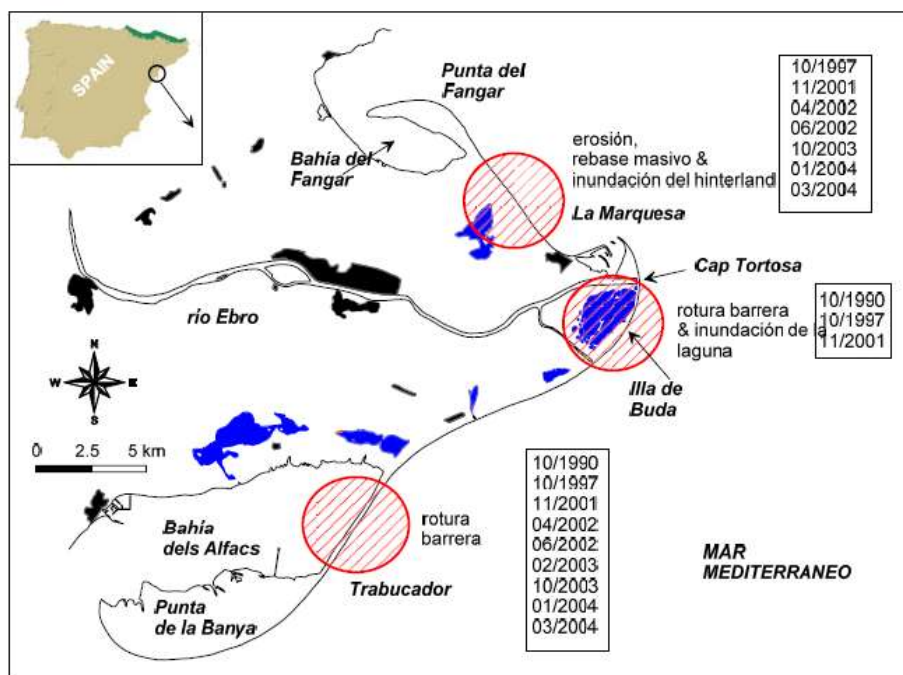 SPAIN
Punta del
Fangar
Bahía del
Fangar
erosión,
rebase masivo &
inundación del hinterland
La Marquesa
10/1997
11/2001
04/2002
06/2002
10/2003
01/2004
03/2004
Cap Tortosa
río Ebro
rotura barrera
& inundación de la
laguna
10/1990
10/1997
11/2001
Illa de
Buda
N
W
E
S
0 2.5 5 km
10/1990
10/1997
11/2001
04/2002
06/2002
02/2003
10/2003
01/2004
03/2004
rotura
barrera
Bahía
dels Alfacs
Trabucador
Punta
de la Banya
MAR
MEDITERRANEO